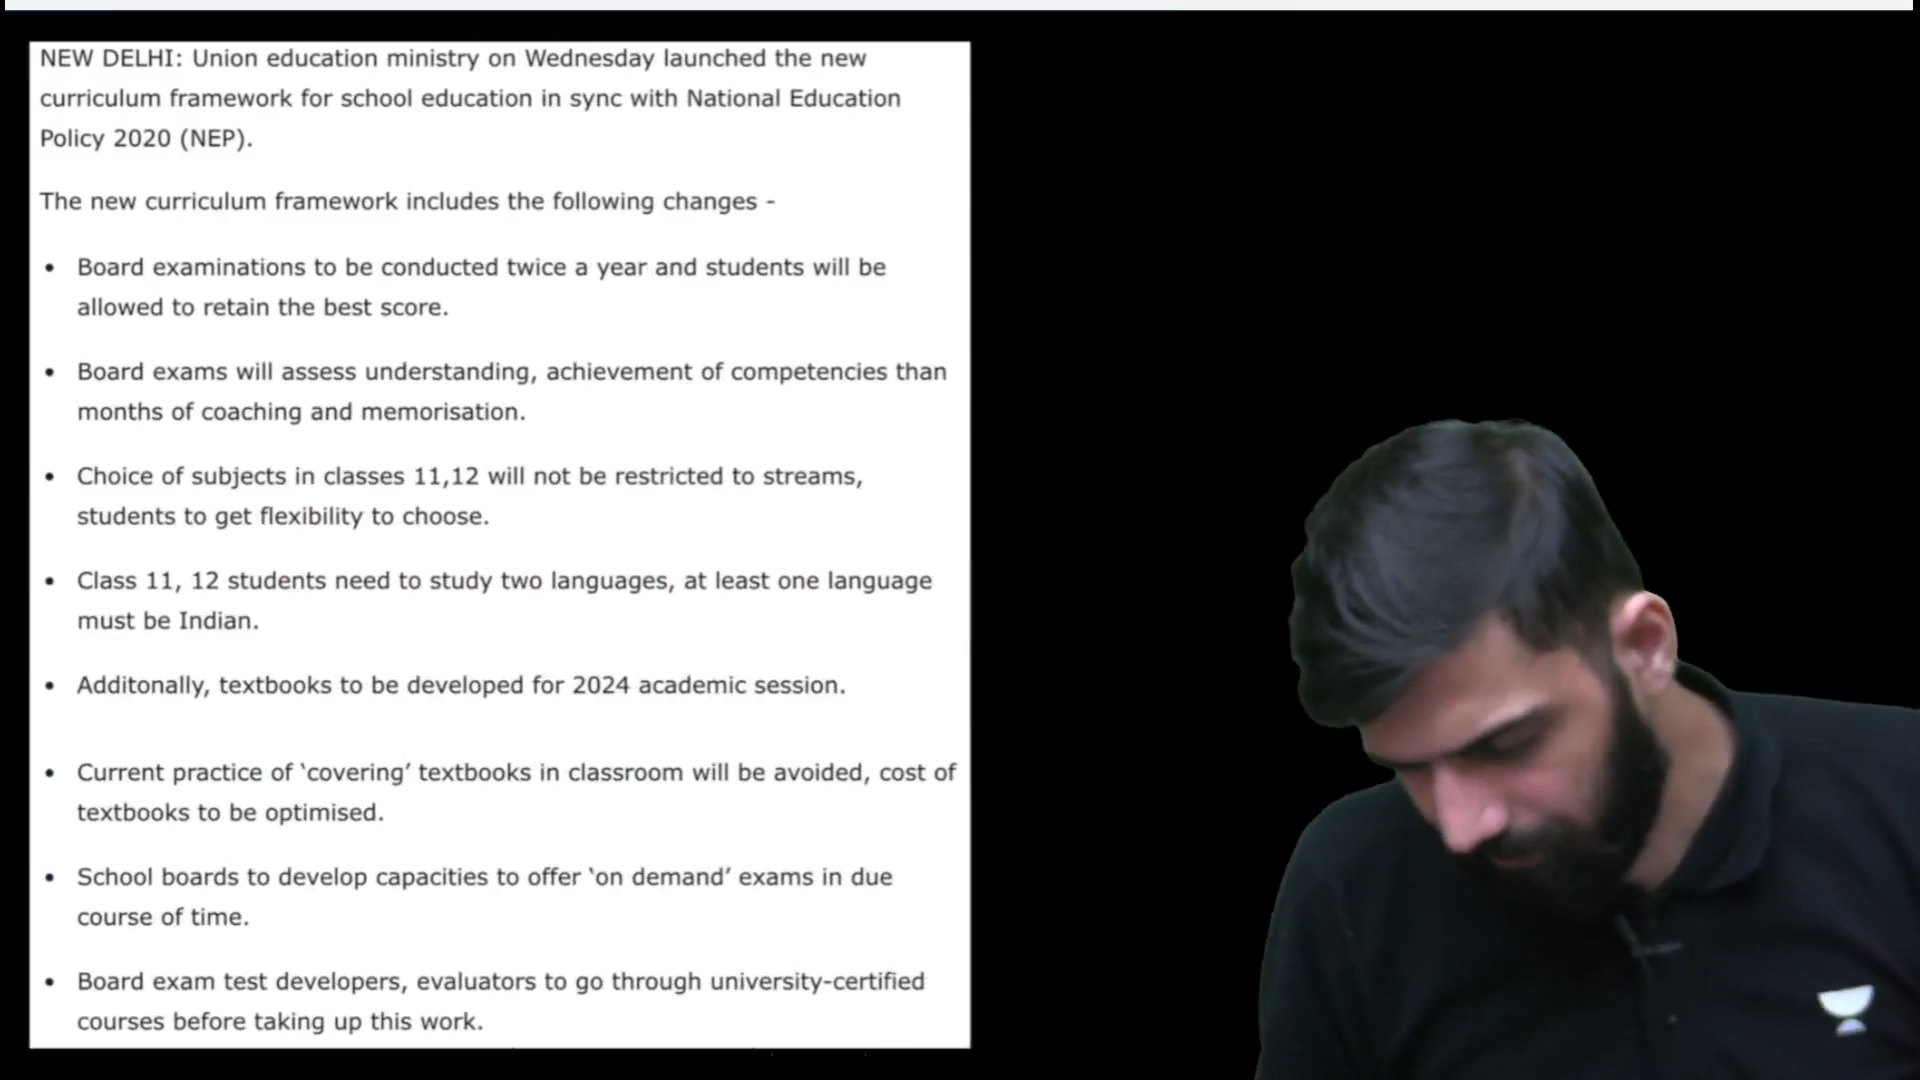 NEW DELHI: Union education ministry on Wednesday launched the new
curriculum framework for school education in sync with National Education
Policy 2020 (NEP).
The new curriculum framework includes the following changes -
• Board examinations to be conducted twice a year and students will be
allowed to retain the best score.
• Board exams will assess understanding, achievement of competencies than
months of coaching and memorisation.
• Choice of subjects in classes 11,12 will not be restricted to streams,
students to get flexibility to choose.
• Class 11, 12 students need to study two languages, at least one language
must be Indian.
• Additonally, textbooks to be developed for 2024 academic session.
• Current practice of ‘covering’ textbooks in classroom will be avoided, cost of
textbooks to be optimised.
• School boards to develop capacities to offer ‘on demand’ exams in due
course of time.
• Board exam test developers, evaluators to go through university-certified
courses before taking up this work.